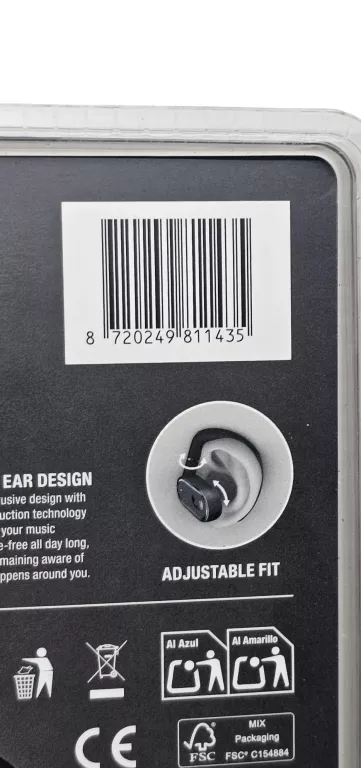 8 720249 811435
EAR DESIGN
usive design with
uction technology
your music
e-free all day long,
maining aware of
ppens around you.
ADJUSTABLE FIT
Al Azul
Al Amarillo
CE
FSC
MIX
Packaging
FSC® C154884